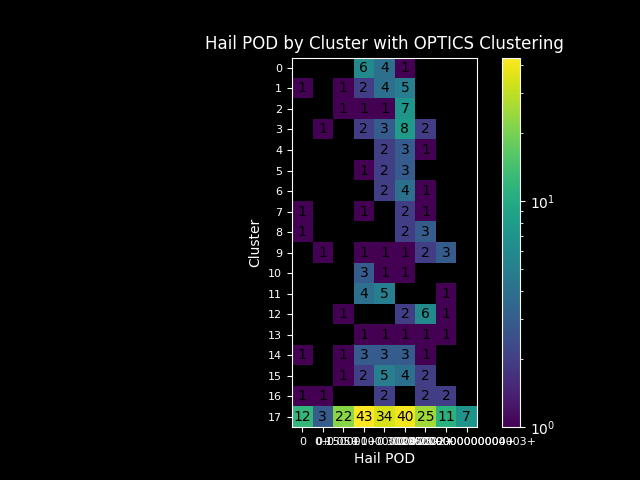 Hail POD by Cluster with OPTICS Clustering
0 6 4 1
1 1 1 2 4 5
2 1 1 1 7
3 1 2 3 8 2
4 2 3 1
5 1 2 3
6 2 4 1
7 1 1 2 1
8 1 2 3
9 1 1 1 1 2 3
10 3 1 1
11 4 5 1
12 1 2 6 1
13 1 1 1 1 1
14 1 1 3 3 3 1
15 1 2 5 4 2
16 1 1 2 2 2
17 12 3 22 43 34 40 25 11 7
Cluster
0
Hail POD
10¹
10⁰